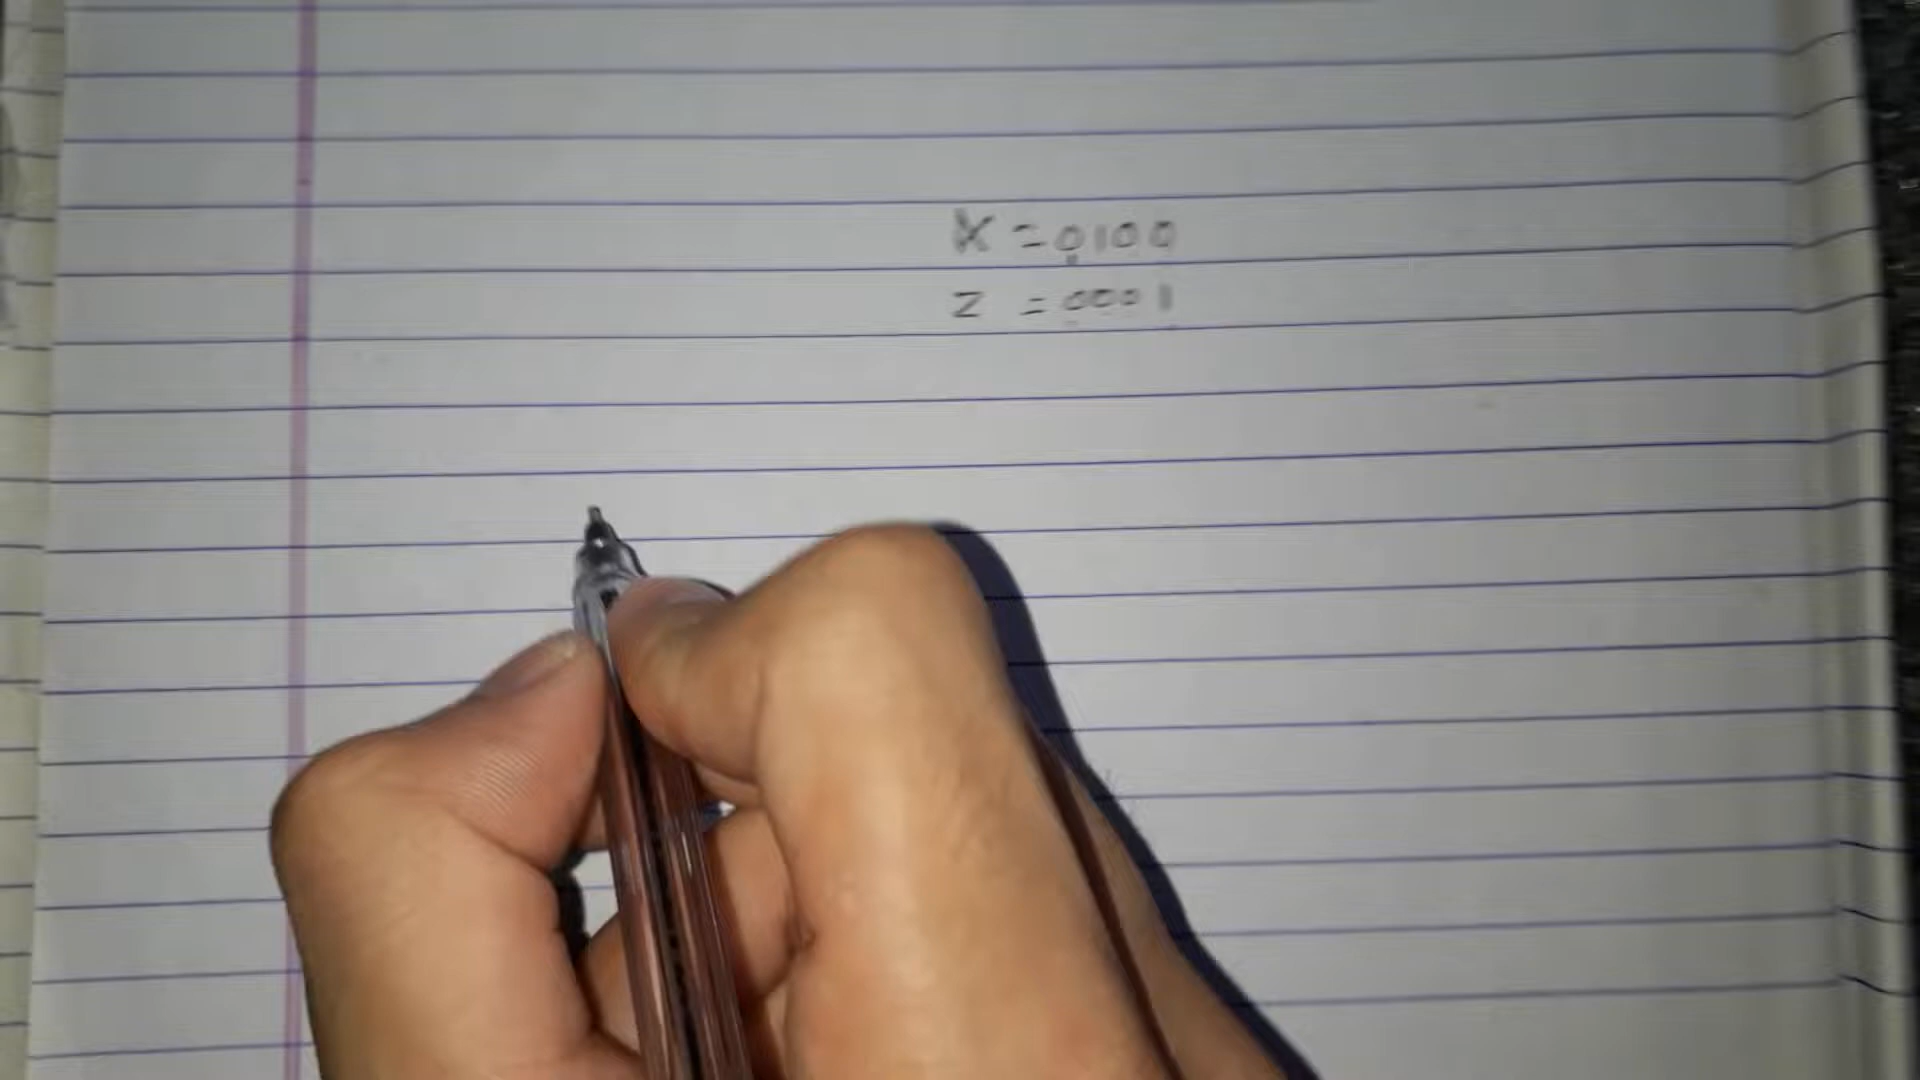 X = 0100
Z = 0001